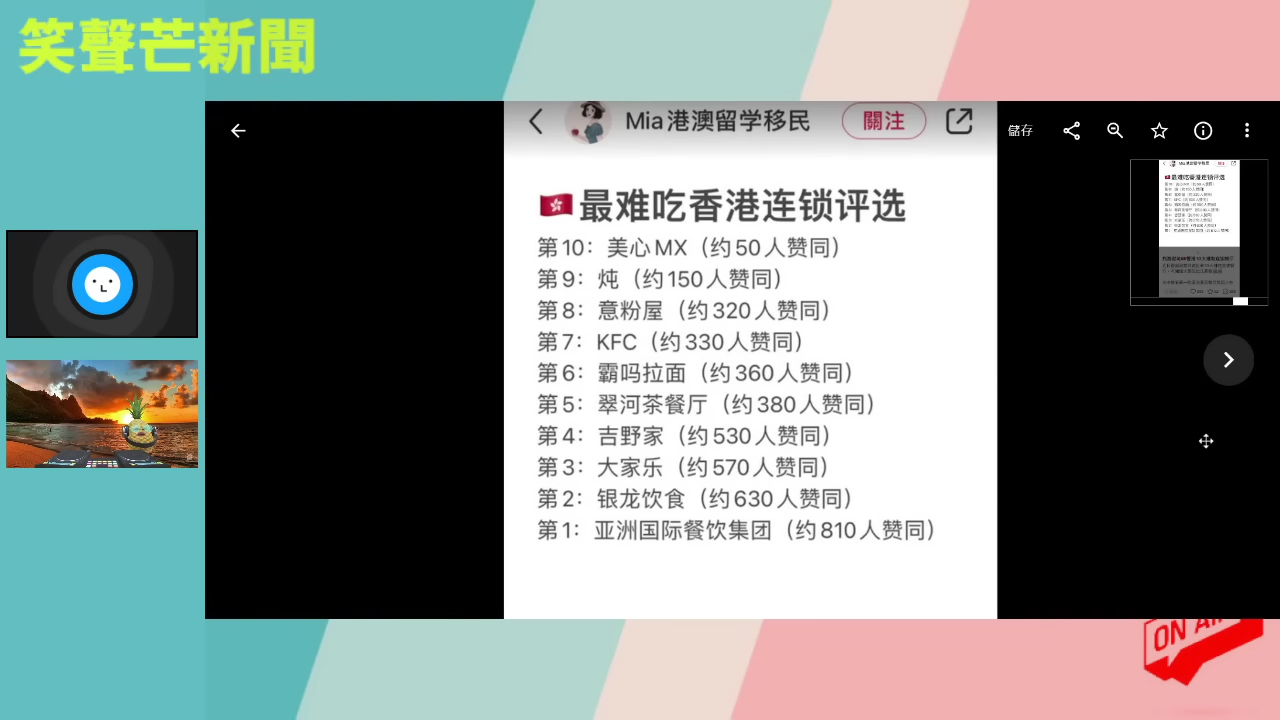 笑聲芒新聞
Mia港澳留学移民
關注
儲存
🇭🇰最难吃香港连锁评选
第10：美心MX（约50人赞同）
第9：炖（约150人赞同）
第8：意粉屋（约320人赞同）
第7：KFC（约330人赞同）
第6：霸吗拉面（约360人赞同）
第5：翠河茶餐厅（约380人赞同）
第4：吉野家（约530人赞同）
第3：大家乐（约570人赞同）
第2：银龙饮食（约630人赞同）
第1：亚洲国际餐饮集团（约810人赞同）
ON AIR